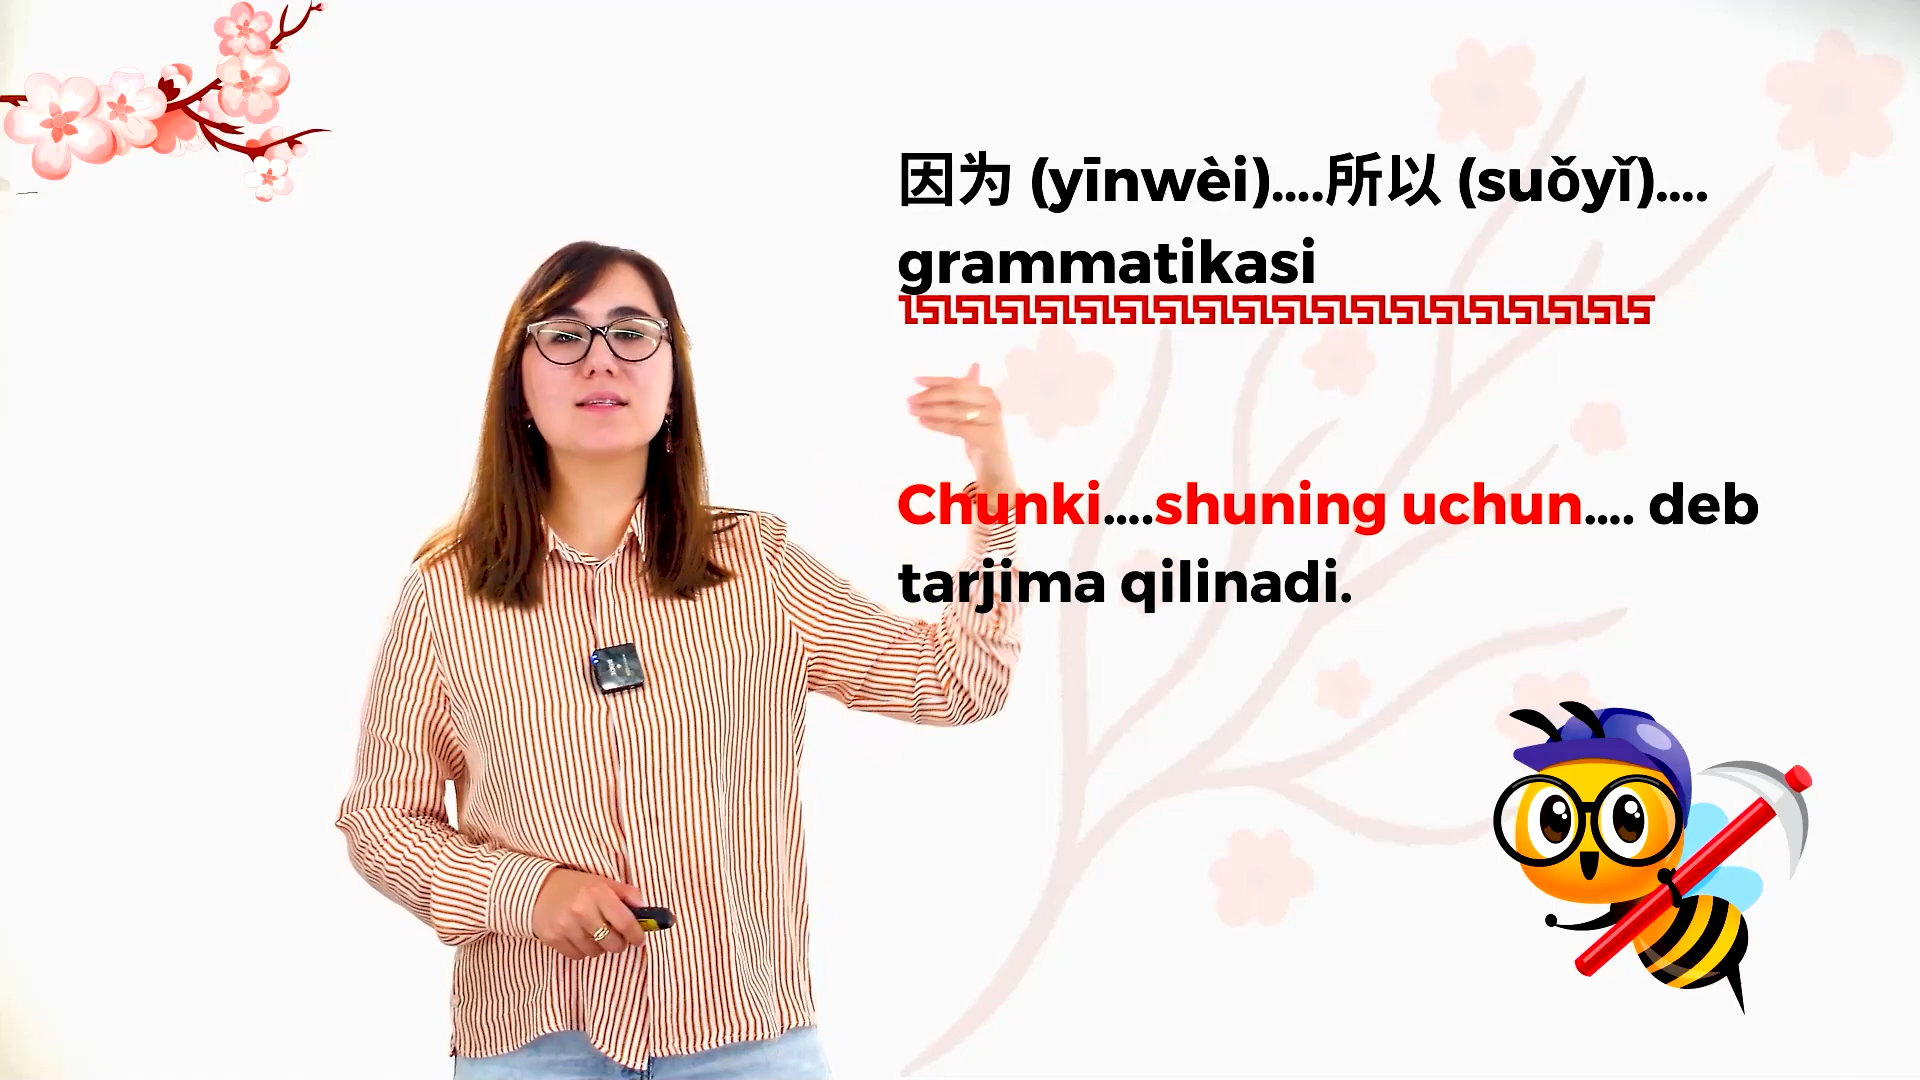 因为 (yīnwèi)....所以 (suǒyǐ)....
grammatikasi
Chunki....shuning uchun.... deb
tarjima qilinadi.